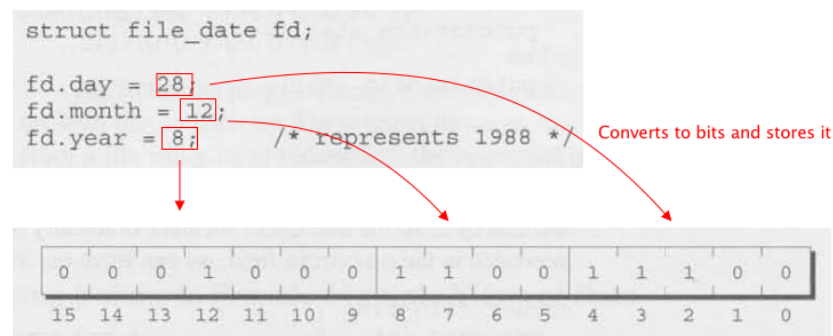 struct file_date fd;
fd.day = 28;
fd.month = 12;
fd.year = 8; /* represents 1988 */
Converts to bits and stores it
0 0 0 1 0 0 0 1 1 0 0 1 1 1 0 0
15 14 13 12 11 10 9 8 7 6 5 4 3 2 1 0